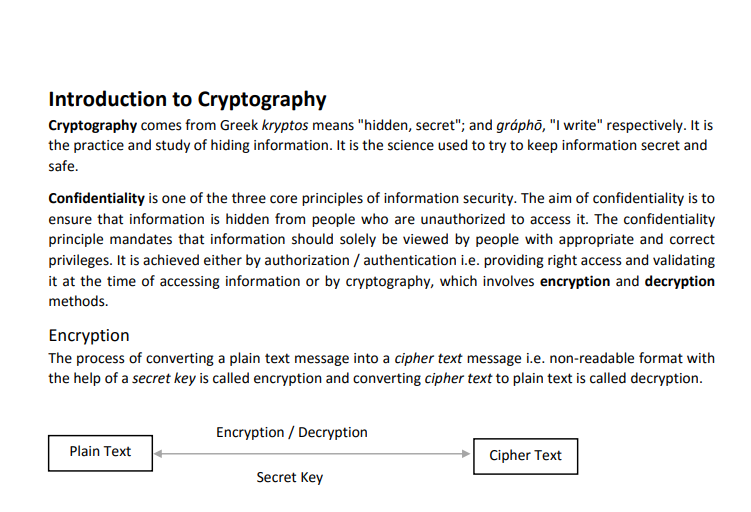 Introduction to Cryptography
Cryptography comes from Greek kryptos means "hidden, secret"; and gráphō, "I write" respectively. It is
the practice and study of hiding information. It is the science used to try to keep information secret and
safe.
Confidentiality is one of the three core principles of information security. The aim of confidentiality is to
ensure that information is hidden from people who are unauthorized to access it. The confidentiality
principle mandates that information should solely be viewed by people with appropriate and correct
privileges. It is achieved either by authorization / authentication i.e. providing right access and validating
it at the time of accessing information or by cryptography, which involves encryption and decryption
methods.
Encryption
The process of converting a plain text message into a cipher text message i.e. non-readable format with
the help of a secret key is called encryption and converting cipher text to plain text is called decryption.
Encryption / Decryption
Plain Text
Cipher Text
Secret Key